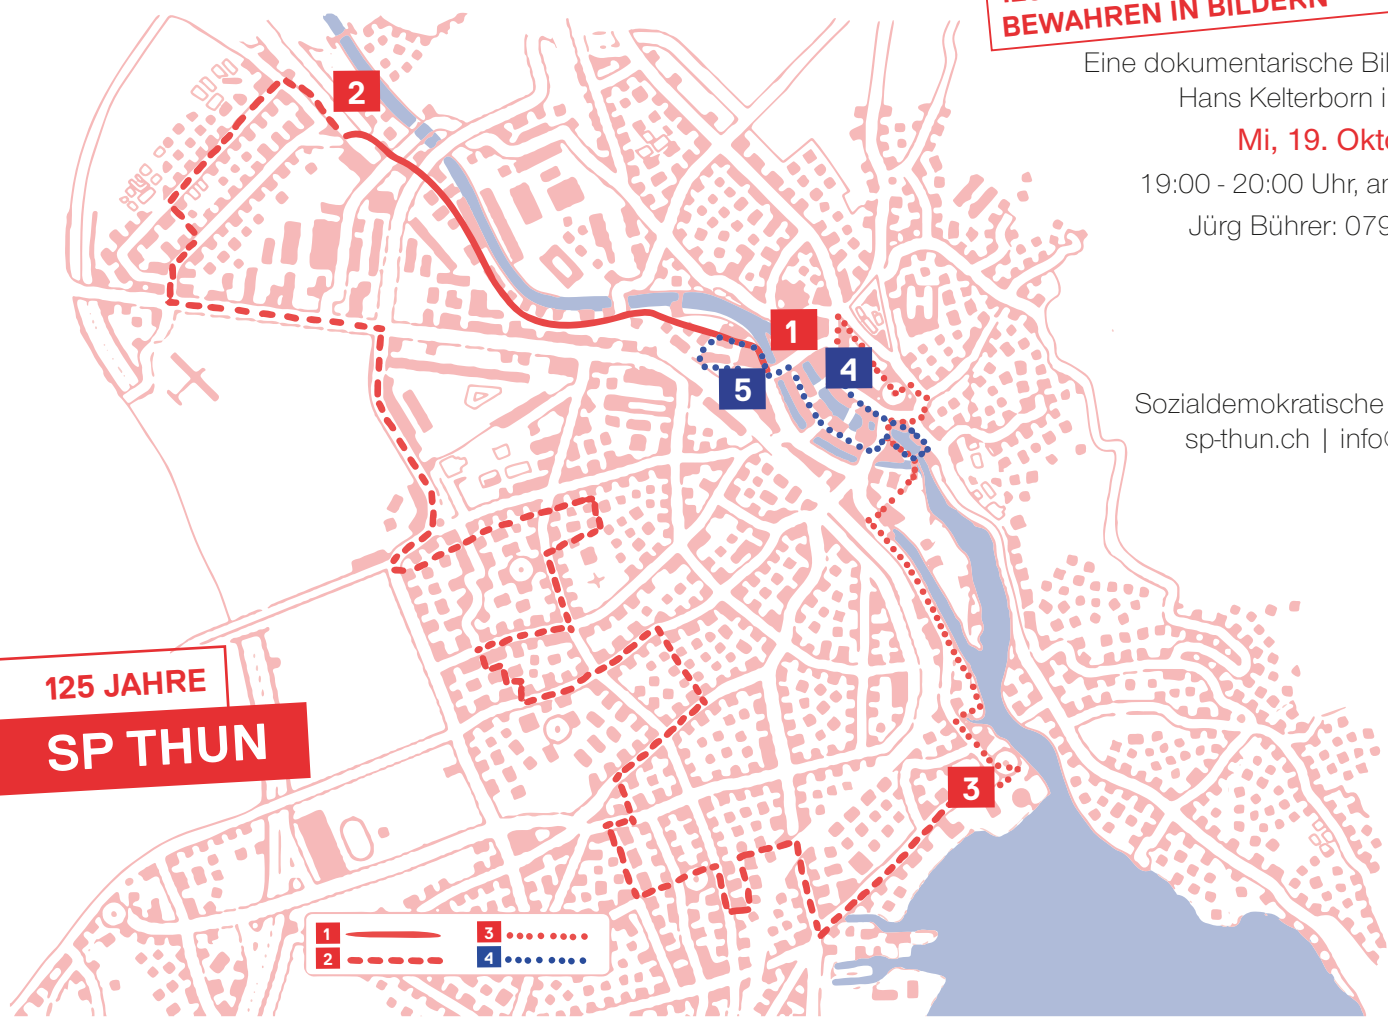 BEWAHREN IN BILDERN
Eine dokumentarische
Hans Kelterborn
Mi, 19.
19:00 - 20:00 Uhr,
Jürg Bührer: 079
Sozialdemokratische
sp-thun.ch |
2
1
4
5
3
125 JAHRE
SP THUN
1
2
3
4